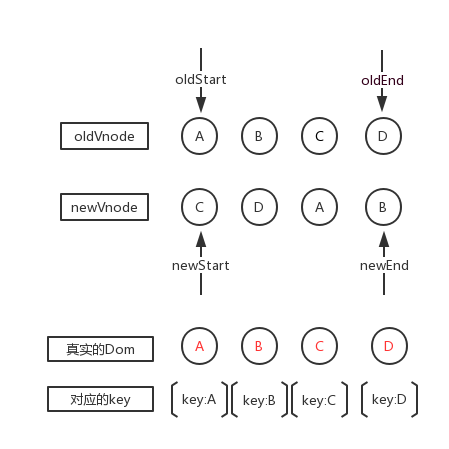 oldStart oldEnd
oldVnode A B C D
newVnode C D A B
newStart newEnd
真实的Dom A B C D
对应的key key:A key:B key:C key:D